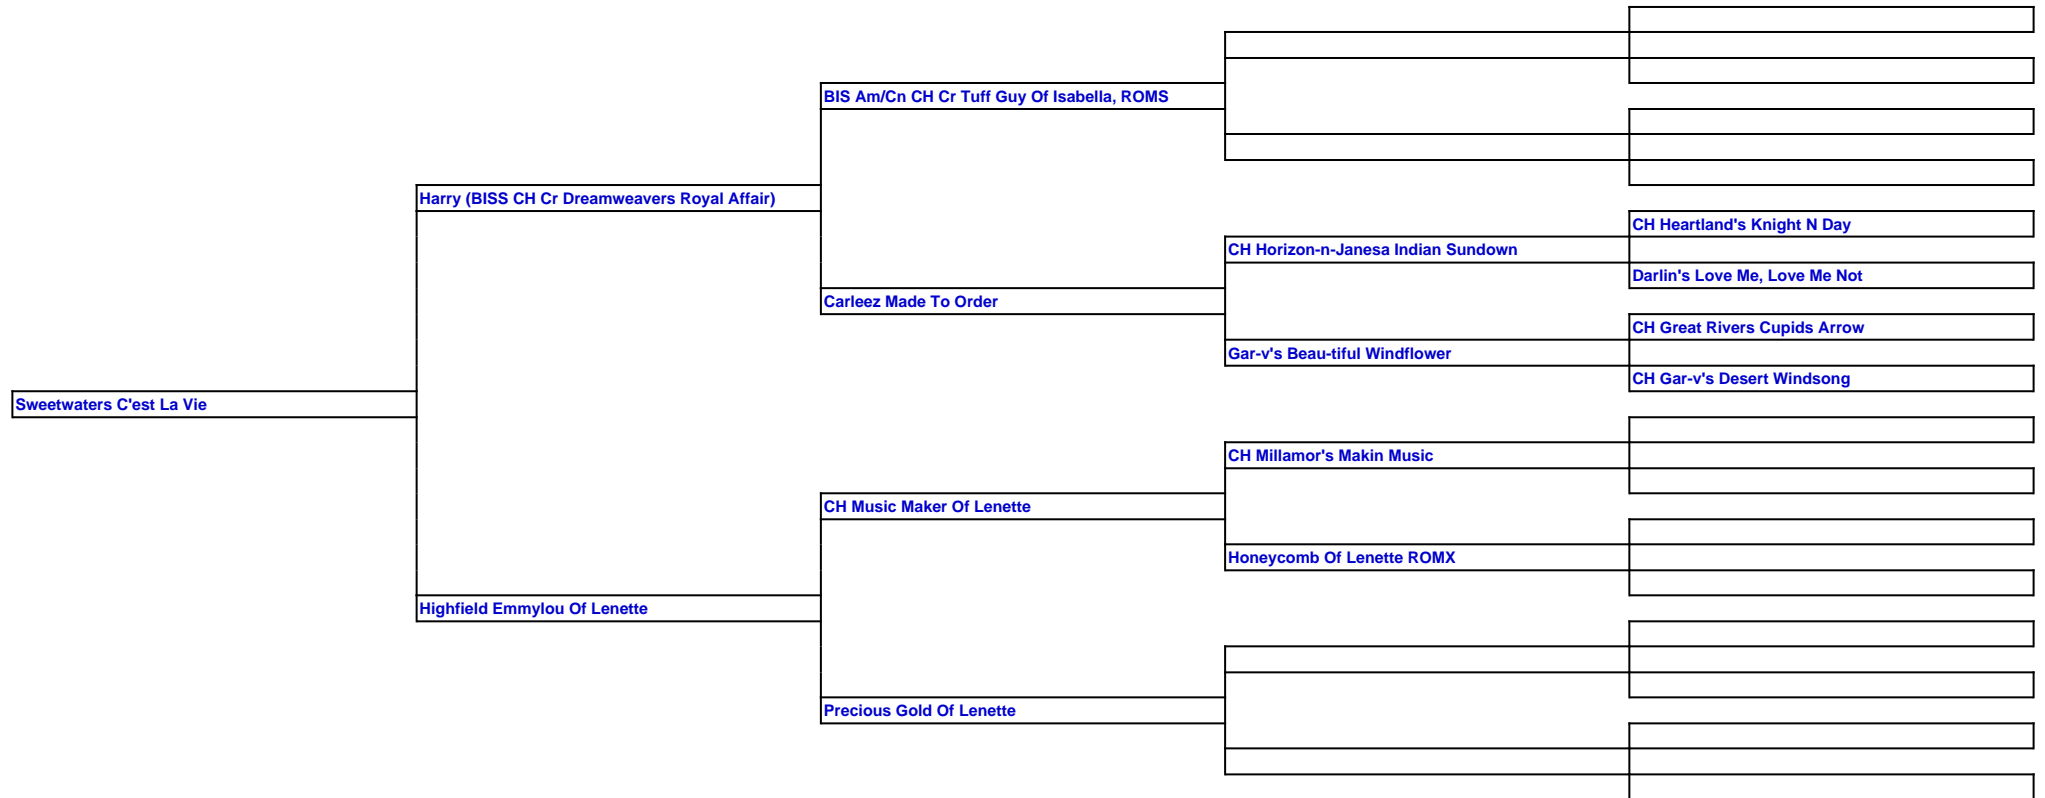 BIS Am/Cn CH Cr Tuff Guy Of Isabella, ROMS
Harry (BISS CH Cr Dreamweavers Royal Affair)
CH Heartland's Knight N Day
CH Horizon-n-Janesa Indian Sundown
Darlin's Love Me, Love Me Not
Carleez Made To Order
CH Great Rivers Cupids Arrow
Gar-v's Beau-tiful Windflower
CH Gar-v's Desert Windsong
Sweetwaters C'est La Vie
CH Millamor's Makin Music
CH Music Maker Of Lenette
Honeycomb Of Lenette ROMX
Highfield Emmylou Of Lenette
Precious Gold Of Lenette